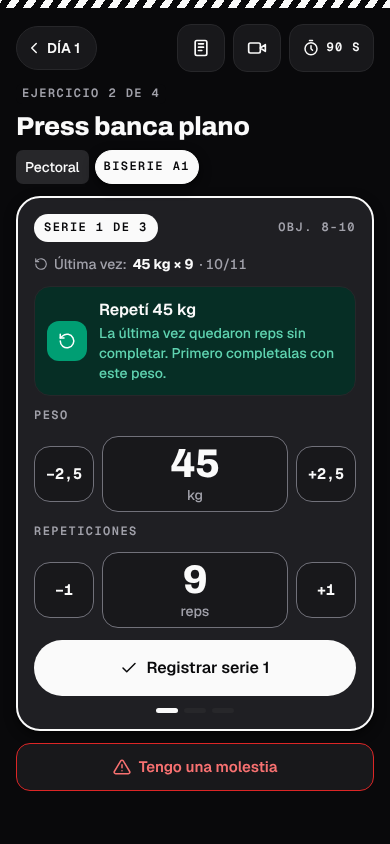 DÍA 1
90 S
EJERCICIO 2 DE 4
Press banca plano
Pectoral
BISERIE A1
SERIE 1 DE 3
OBJ. 8-10
Última vez: 45 kg × 9 · 10/11
Repetí 45 kg
La última vez quedaron reps sin
completar. Primero completalas con
este peso.
PESO
−2,5
45
kg
+2,5
REPETICIONES
−1
9
reps
+1
Registrar serie 1
Tengo una molestia